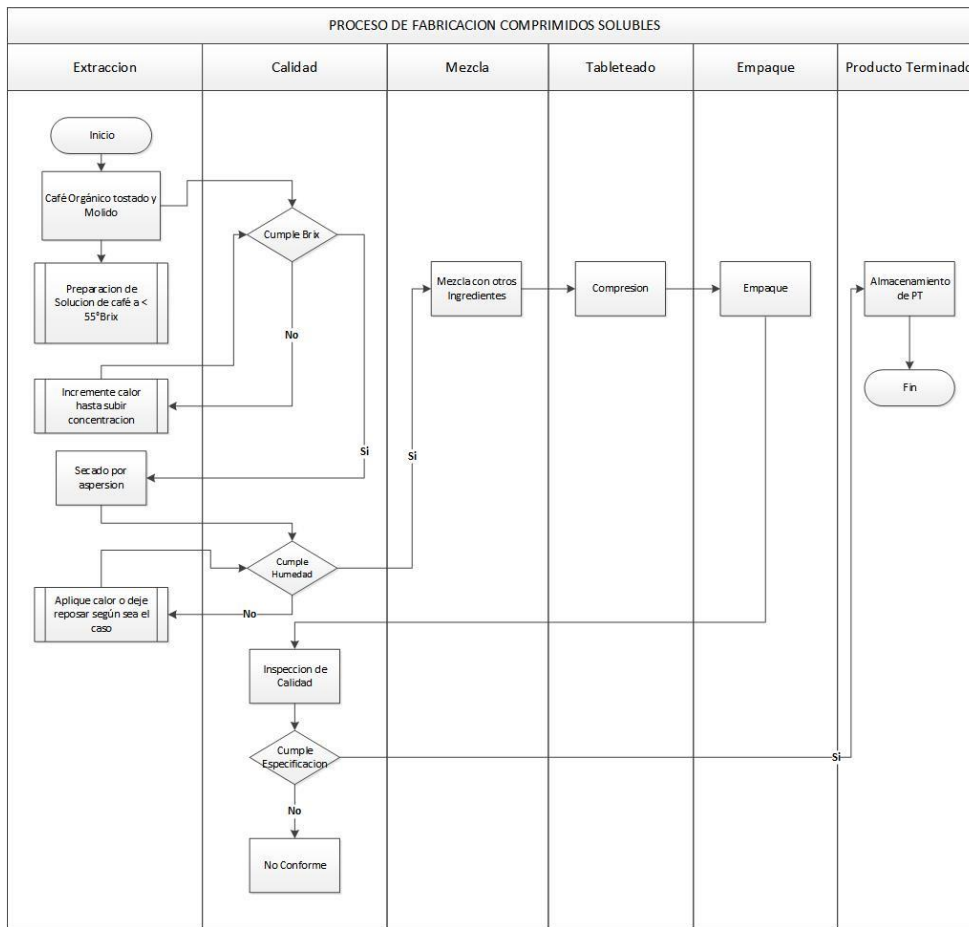 PROCESO DE FABRICACION COMPRIMIDOS SOLUBLES
Extraccion
Calidad
Mezcla
Tableteado
Empaque
Producto Terminado
Inicio
Café Orgánico tostado y
Molido
Cumple Brix
Preparacion de
Solucion de café a <
55°Brix
Mezcla con otros
Ingredientes
Compresion
Empaque
Almacenamiento
de PT
No
Fin
Incremente calor
hasta subir
concentracion
Si
Si
Secado por
aspersion
Cumple
Humedad
Aplique calor o deje
reposar según sea el
caso
No
Inspeccion de
Calidad
Cumple
Especificacion
Si
No
No Conforme